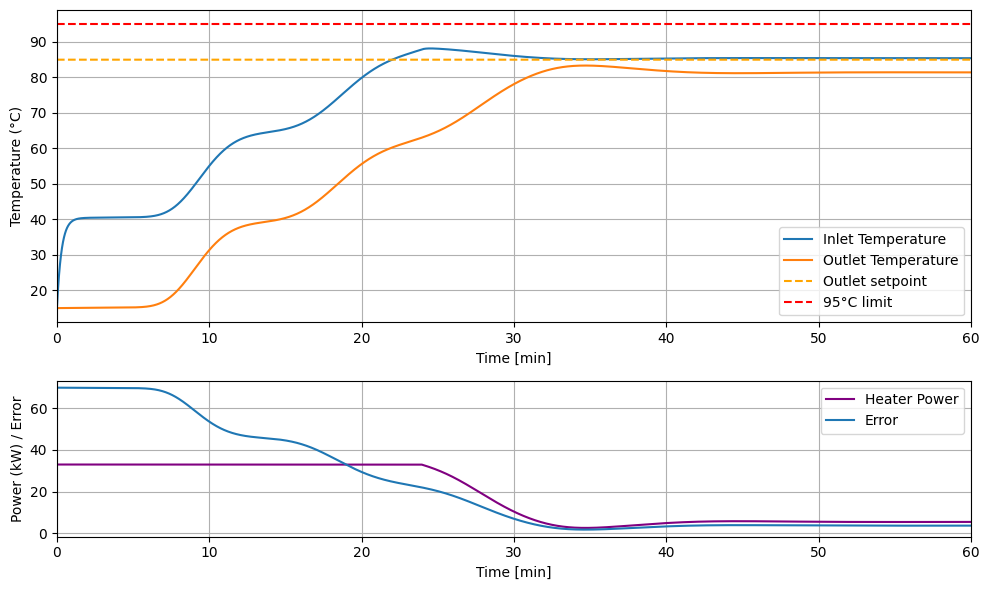 Temperature (°C)
90
80
70
60
50
40
30
20
Inlet Temperature
Outlet Temperature
Outlet setpoint
95°C limit
0 10 20 30 40 50 60
Time [min]
Power (kW) / Error
60
40
20
0
Heater Power
Error
0 10 20 30 40 50 60
Time [min]